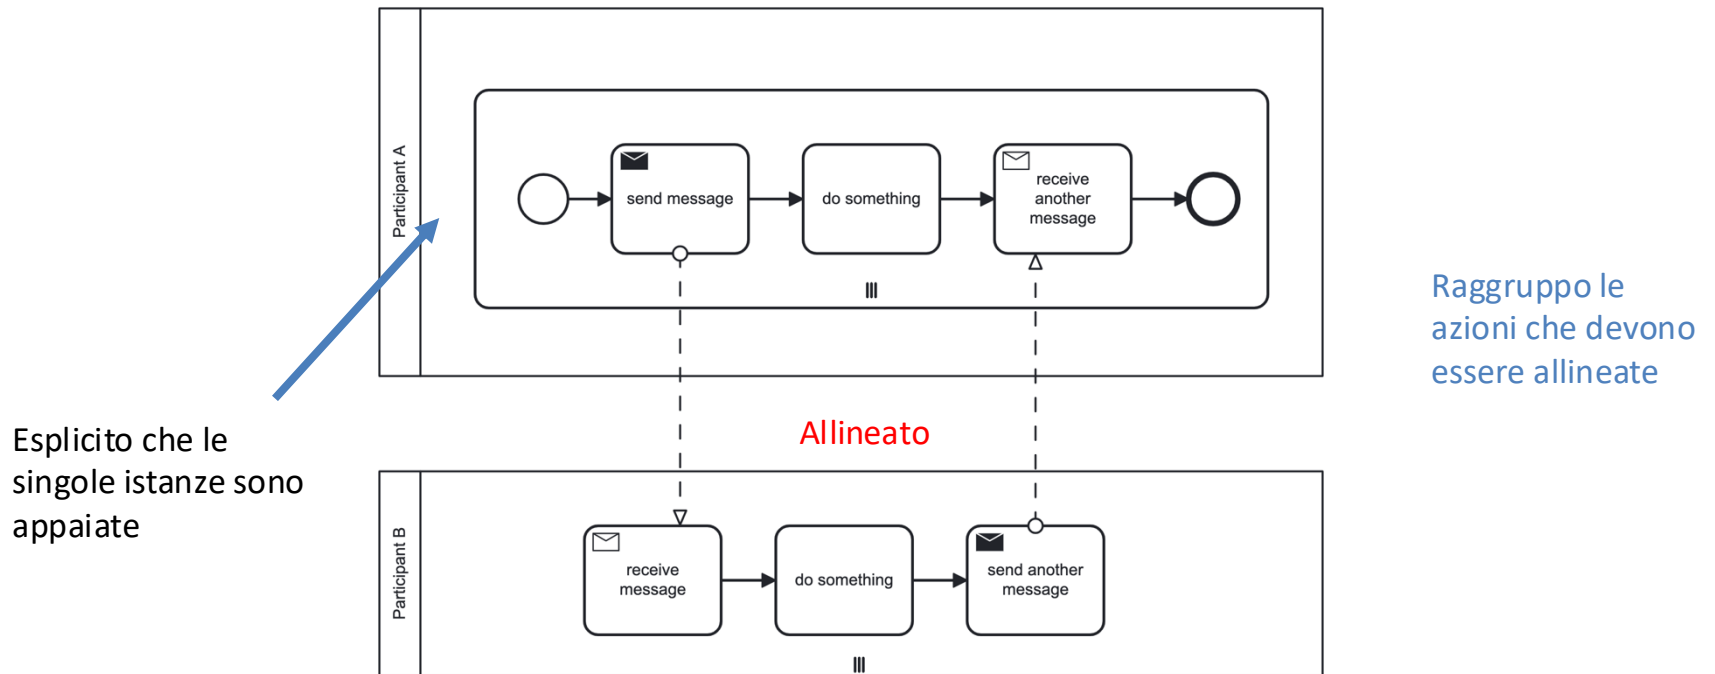 Participant A
send message
do something
receive
another
message
Raggruppo le
azioni che devono
essere allineate
Esplicito che le
singole istanze sono
appaiate
Allineato
Participant B
receive
message
do something
send another
message